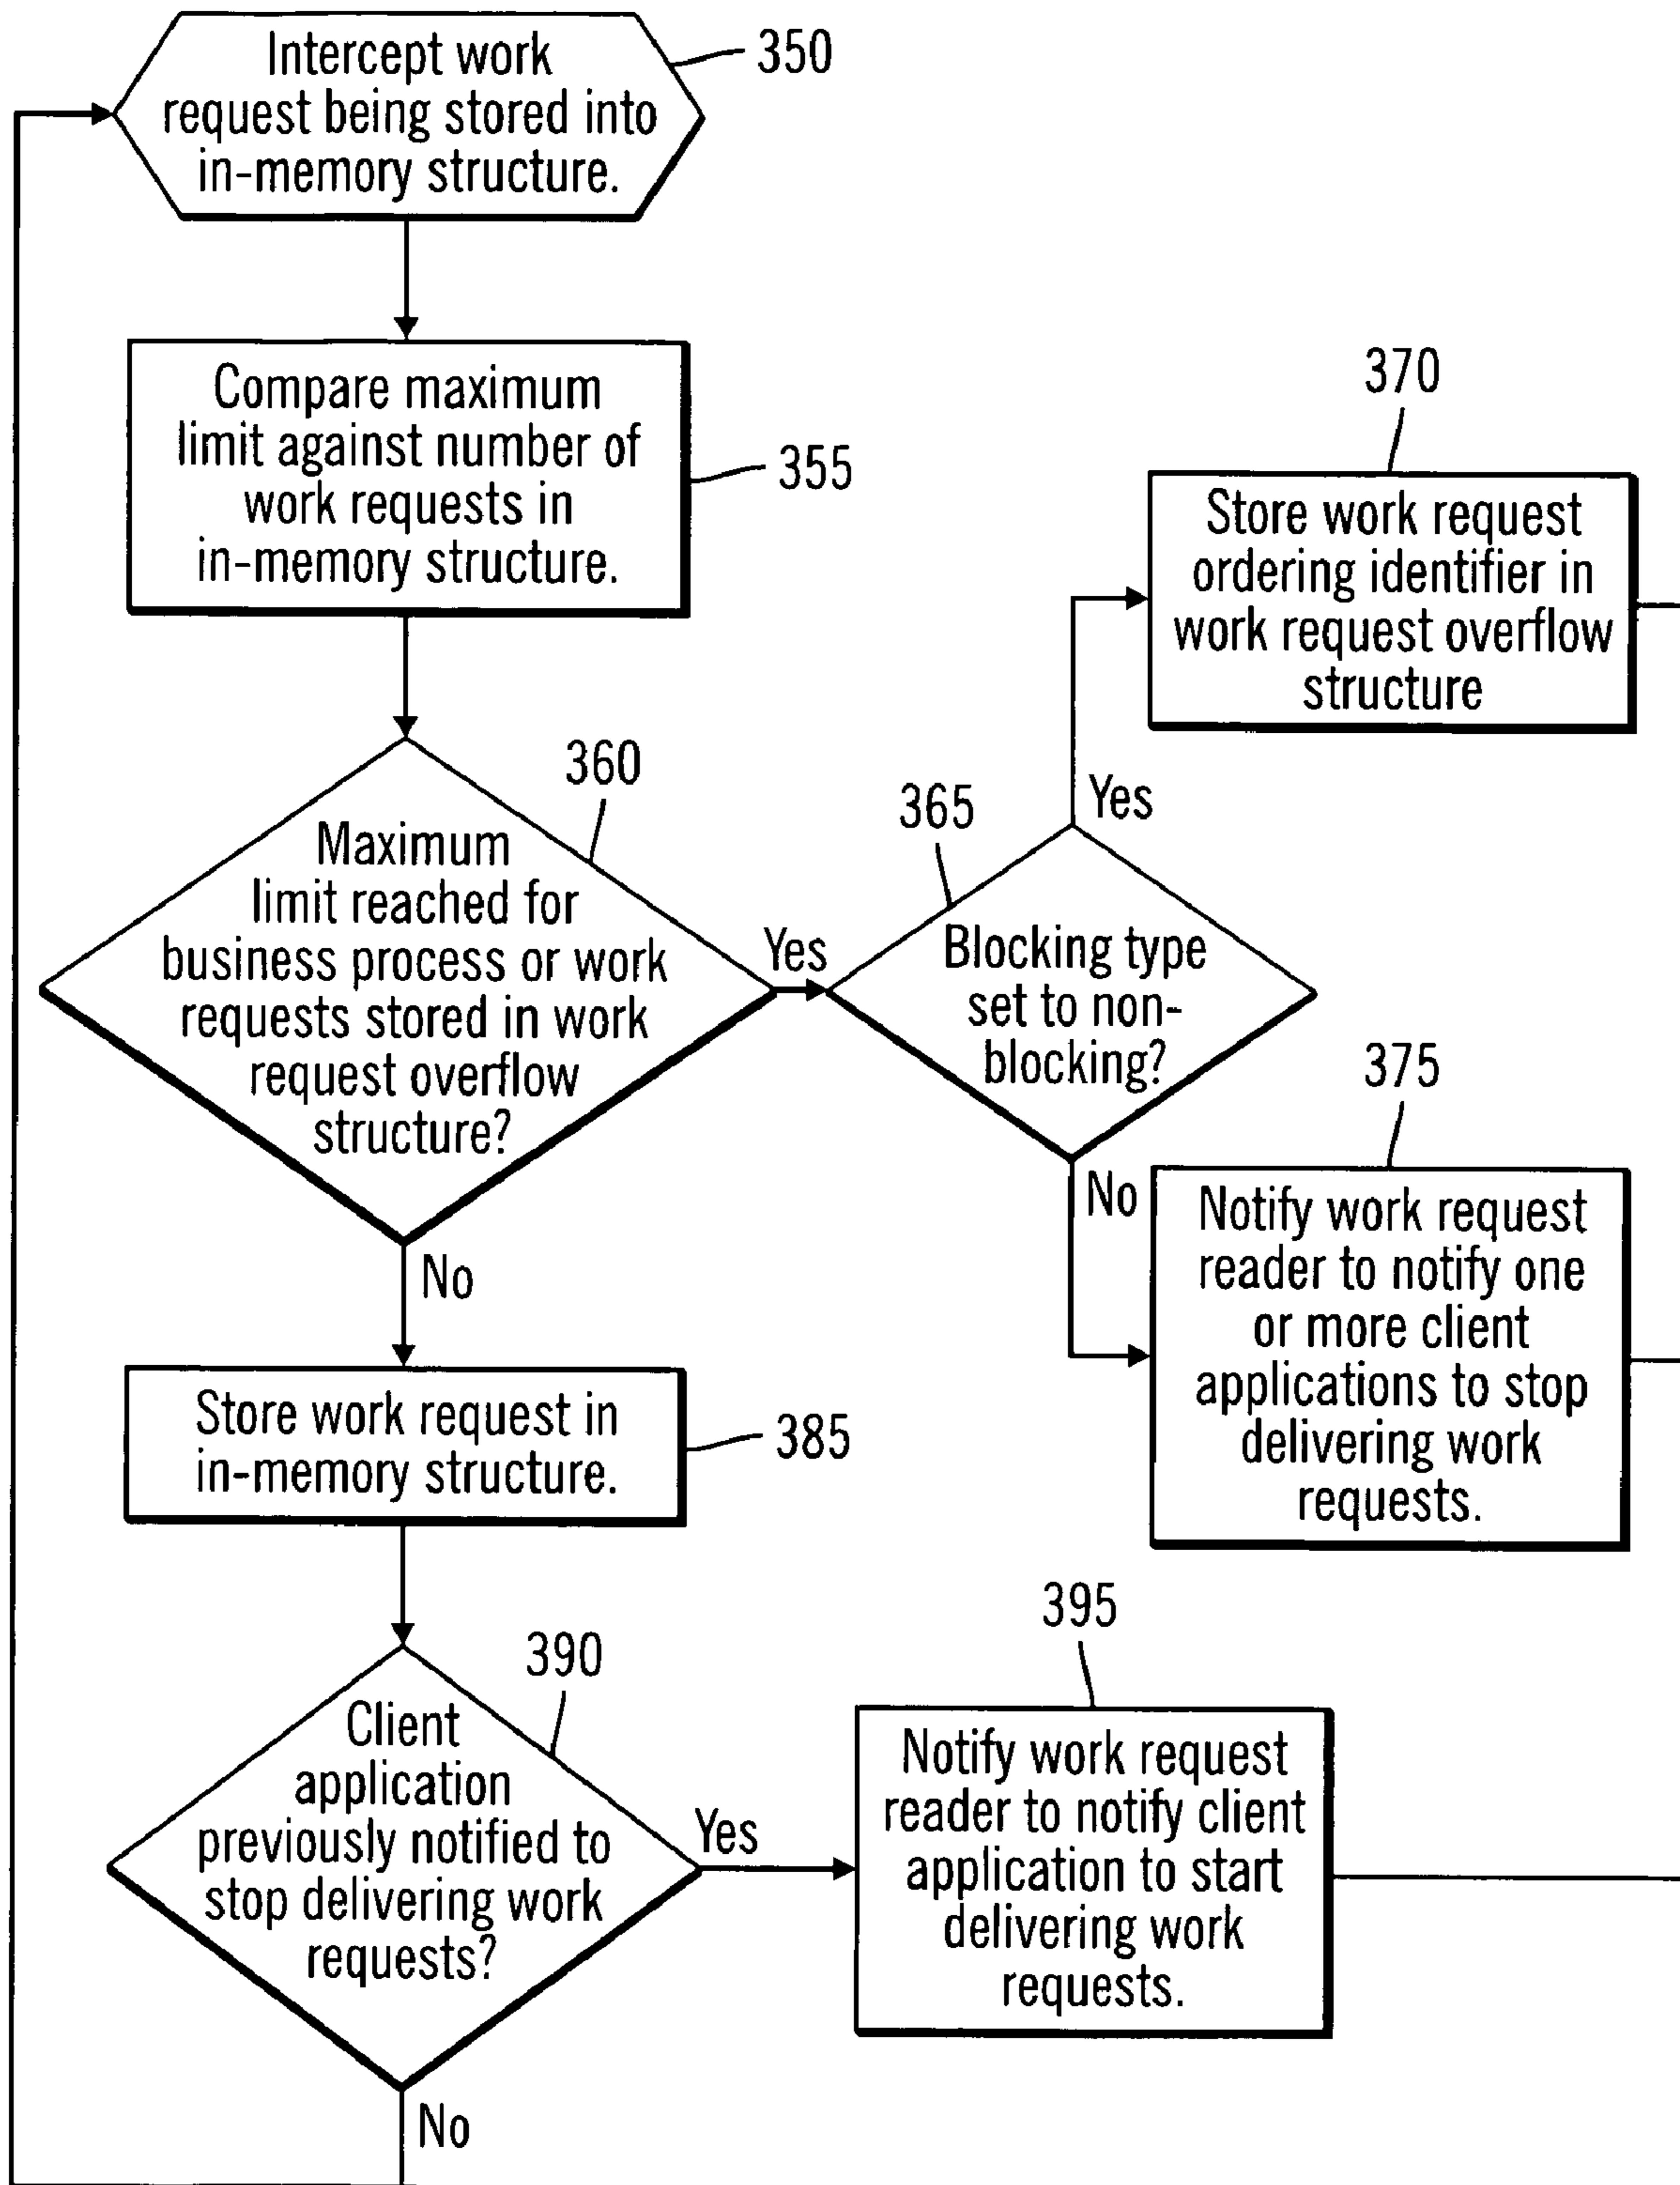 Intercept work
request being stored into
in-memory structure.
350
Compare maximum
limit against number of
work requests in
in-memory structure.
355
Maximum
limit reached for
business process or work
requests stored in work
request overflow
structure?
360
Yes
No
Blocking type
set to non-
blocking?
365
Yes
No
Store work request
ordering identifier in
work request overflow
structure
370
Notify work request
reader to notify one
or more client
applications to stop
delivering work
requests.
375
Store work request in
in-memory structure.
385
Client
application
previously notified to
stop delivering work
requests?
390
Yes
No
Notify work request
reader to notify client
application to start
delivering work
requests.
395